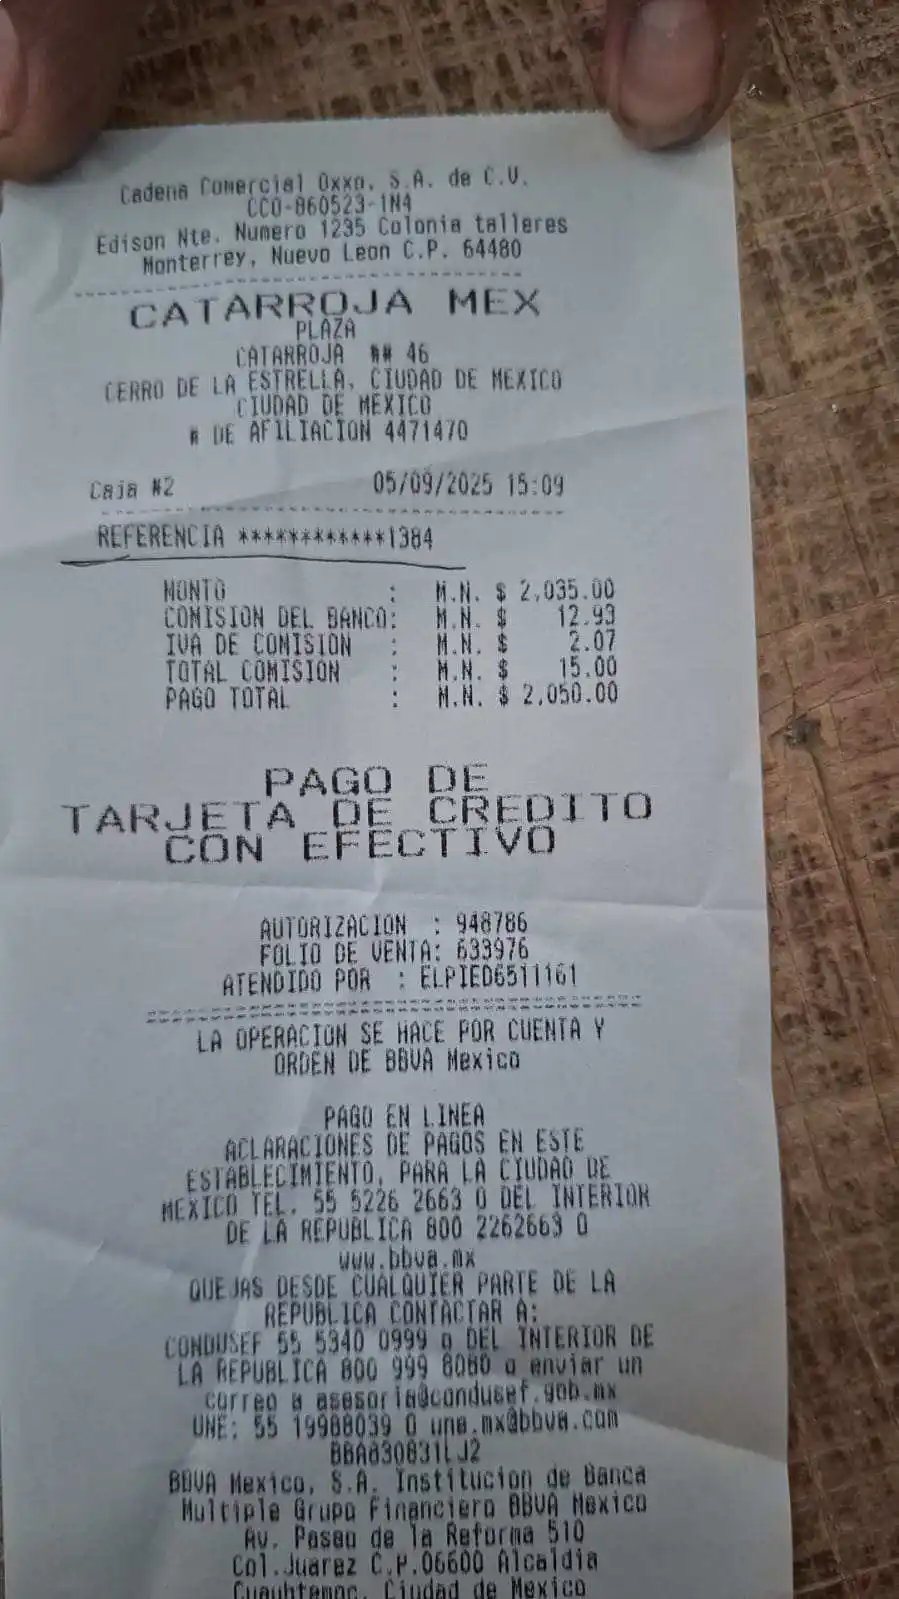 Cadena Comercial Oxxo, S.A. de C.V.
CCO-860523-1N4
Edison Nte. Numero 1235 Colonia talleres
Monterrey, Nuevo Leon C.P. 64480
CATARROJA MEX
PLAZA
CATARROJA ## 46
CERRO DE LA ESTRELLA, CIUDAD DE MEXICO
CIUDAD DE MEXICO
# DE AFILIACION 4471470
Caja #2 05/09/2025 15:09
REFERENCIA ************1384
MONTO : M.N. $ 2,035.00
COMISION DEL BANCO: M.N. $ 12.93
IVA DE COMISION : M.N. $ 2.07
TOTAL COMISION : M.N. $ 15.00
PAGO TOTAL : M.N. $ 2,050.00
PAGO DE
TARJETA DE CREDITO
CON EFECTIVO
AUTORIZACION : 948786
FOLIO DE VENTA: 633976
ATENDIDO POR : ELPIED6511161
LA OPERACION SE HACE POR CUENTA Y
ORDEN DE BBVA Mexico
PAGO EN LINEA
ACLARACIONES DE PAGOS EN ESTE
ESTABLECIMIENTO, PARA LA CIUDAD DE
MEXICO TEL. 55 5226 2663 O DEL INTERIOR
DE LA REPUBLICA 800 2262663 O
www.bbva.mx
QUEJAS DESDE CUALQUIER PARTE DE LA
REPUBLICA CONTACTAR A:
CONDUSEF 55 5340 0999 o DEL INTERIOR DE
LA REPUBLICA 800 999 8080 o enviar un
correo a asesoria@condusef.gob.mx
UNE: 55 19988039 O une.mx@bbva.com
BBA830831LJ2
BBVA Mexico, S.A. Institucion de Banca
Multiple Grupo Financiero BBVA Mexico
Av. Paseo de la Reforma 510
Col.Juarez C.P.06600 Alcaldia
Cuauhtemoc, Ciudad de Mexico